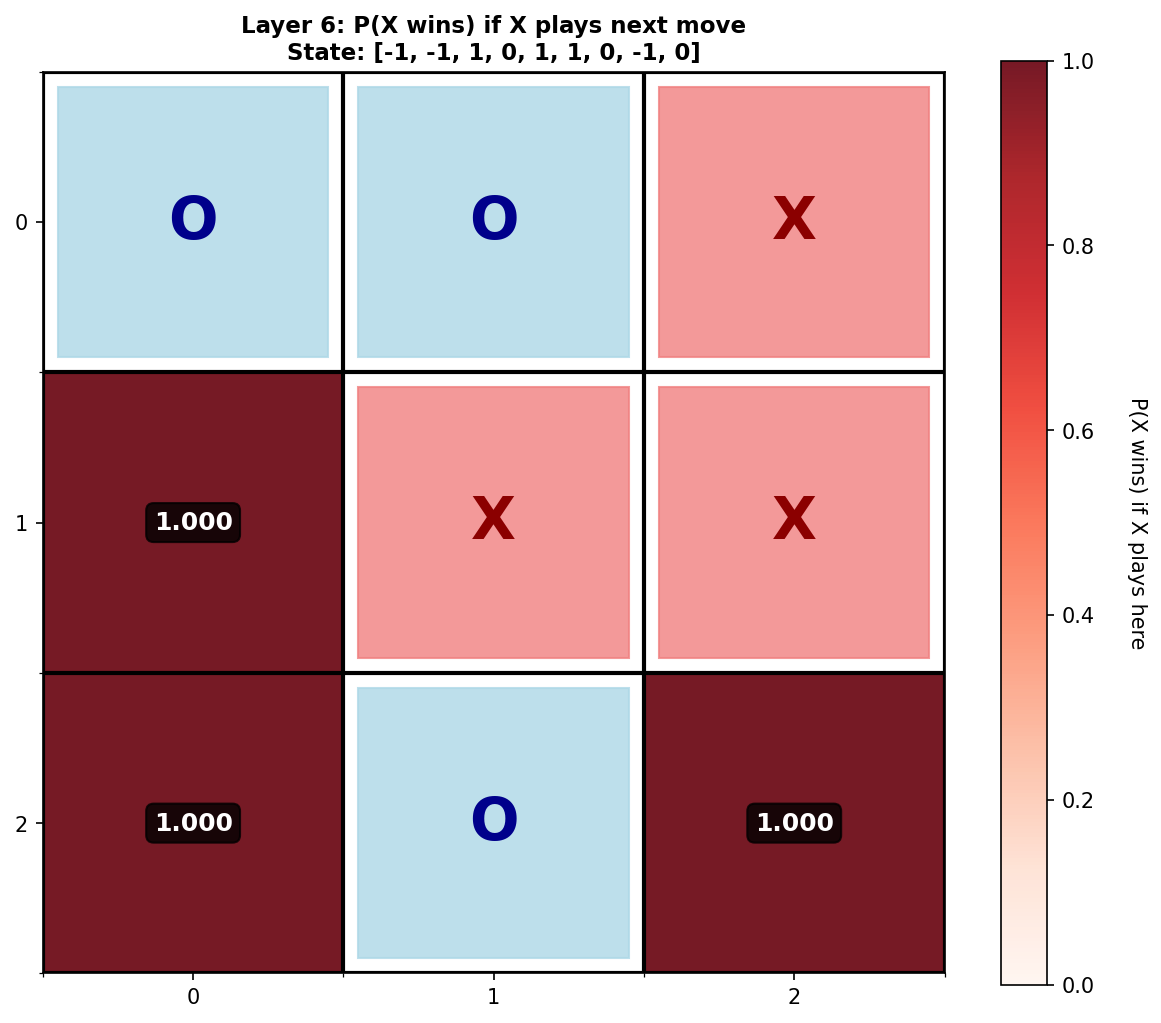 Layer 6: P(X wins) if X plays next move
State: [-1, -1, 1, 0, 1, 1, 0, -1, 0]
0
O
O
X
1
1.000
X
X
2
1.000
O
1.000
0
1
2
1.0
0.8
0.6
0.4
0.2
0.0
P(X wins) if X plays here